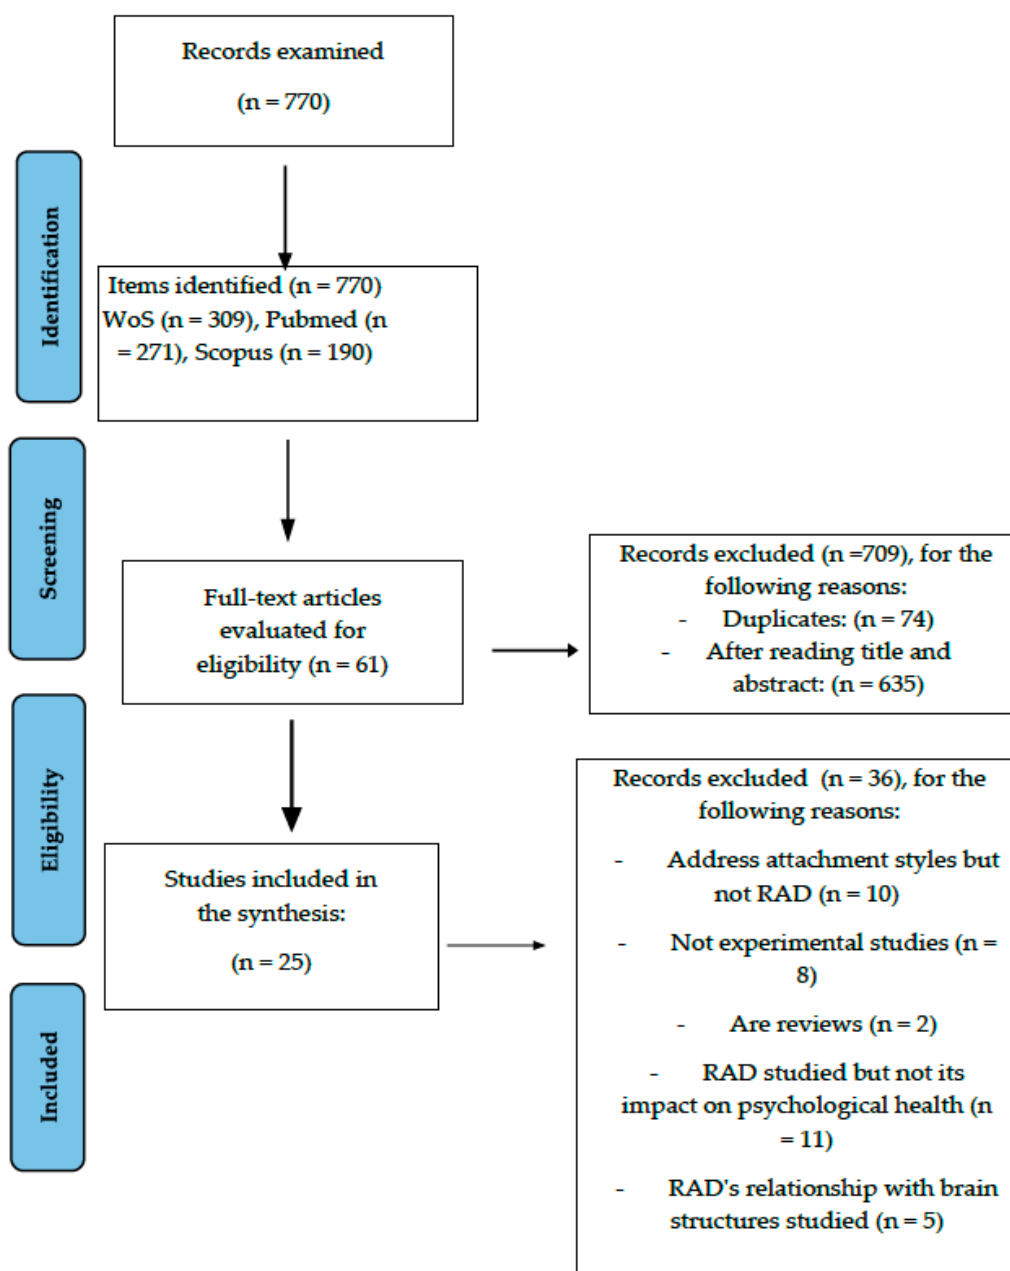 Records examined
(n = 770)
Identification
Items identified (n = 770)
WoS (n = 309), Pubmed (n
= 271), Scopus (n = 190)
Screening
Full-text articles
evaluated for
eligibility (n = 61)
Records excluded (n =709), for the
following reasons:
- Duplicates: (n = 74)
- After reading title and
abstract: (n = 635)
Eligibility
Studies included in
the synthesis:
(n = 25)
Records excluded (n = 36), for the
following reasons:
- Address attachment styles but
not RAD (n = 10)
- Not experimental studies (n =
8)
- Are reviews (n = 2)
- RAD studied but not its
impact on psychological health (n
= 11)
- RAD's relationship with brain
structures studied (n = 5)
Included